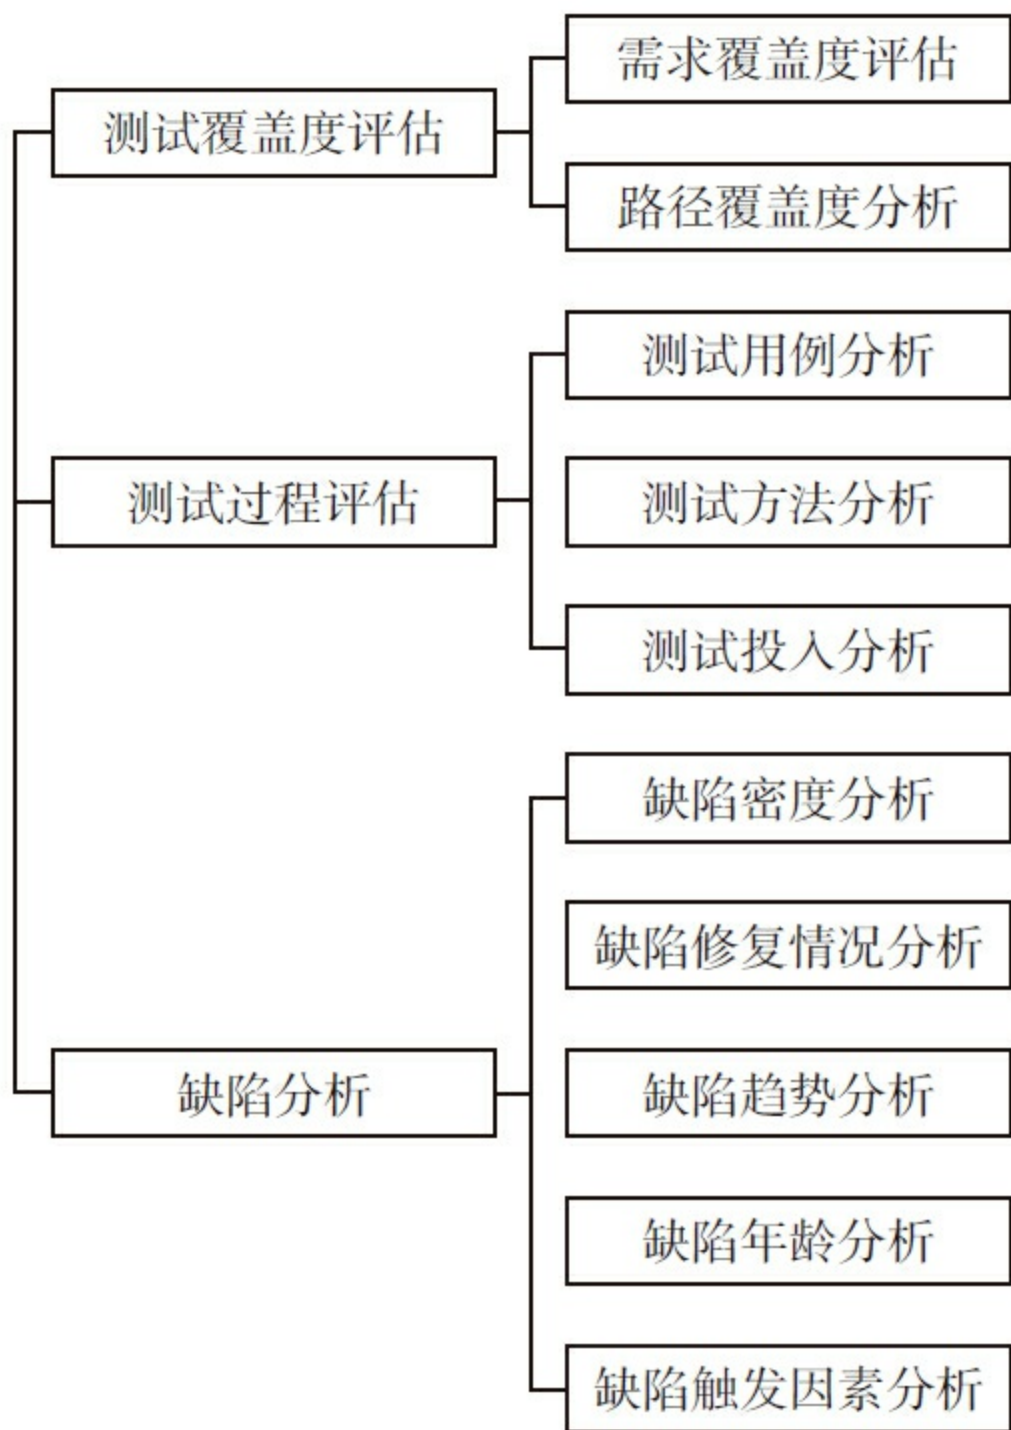 测试覆盖度评估
需求覆盖度评估
路径覆盖度分析
测试过程评估
测试用例分析
测试方法分析
测试投入分析
缺陷分析
缺陷密度分析
缺陷修复情况分析
缺陷趋势分析
缺陷年龄分析
缺陷触发因素分析